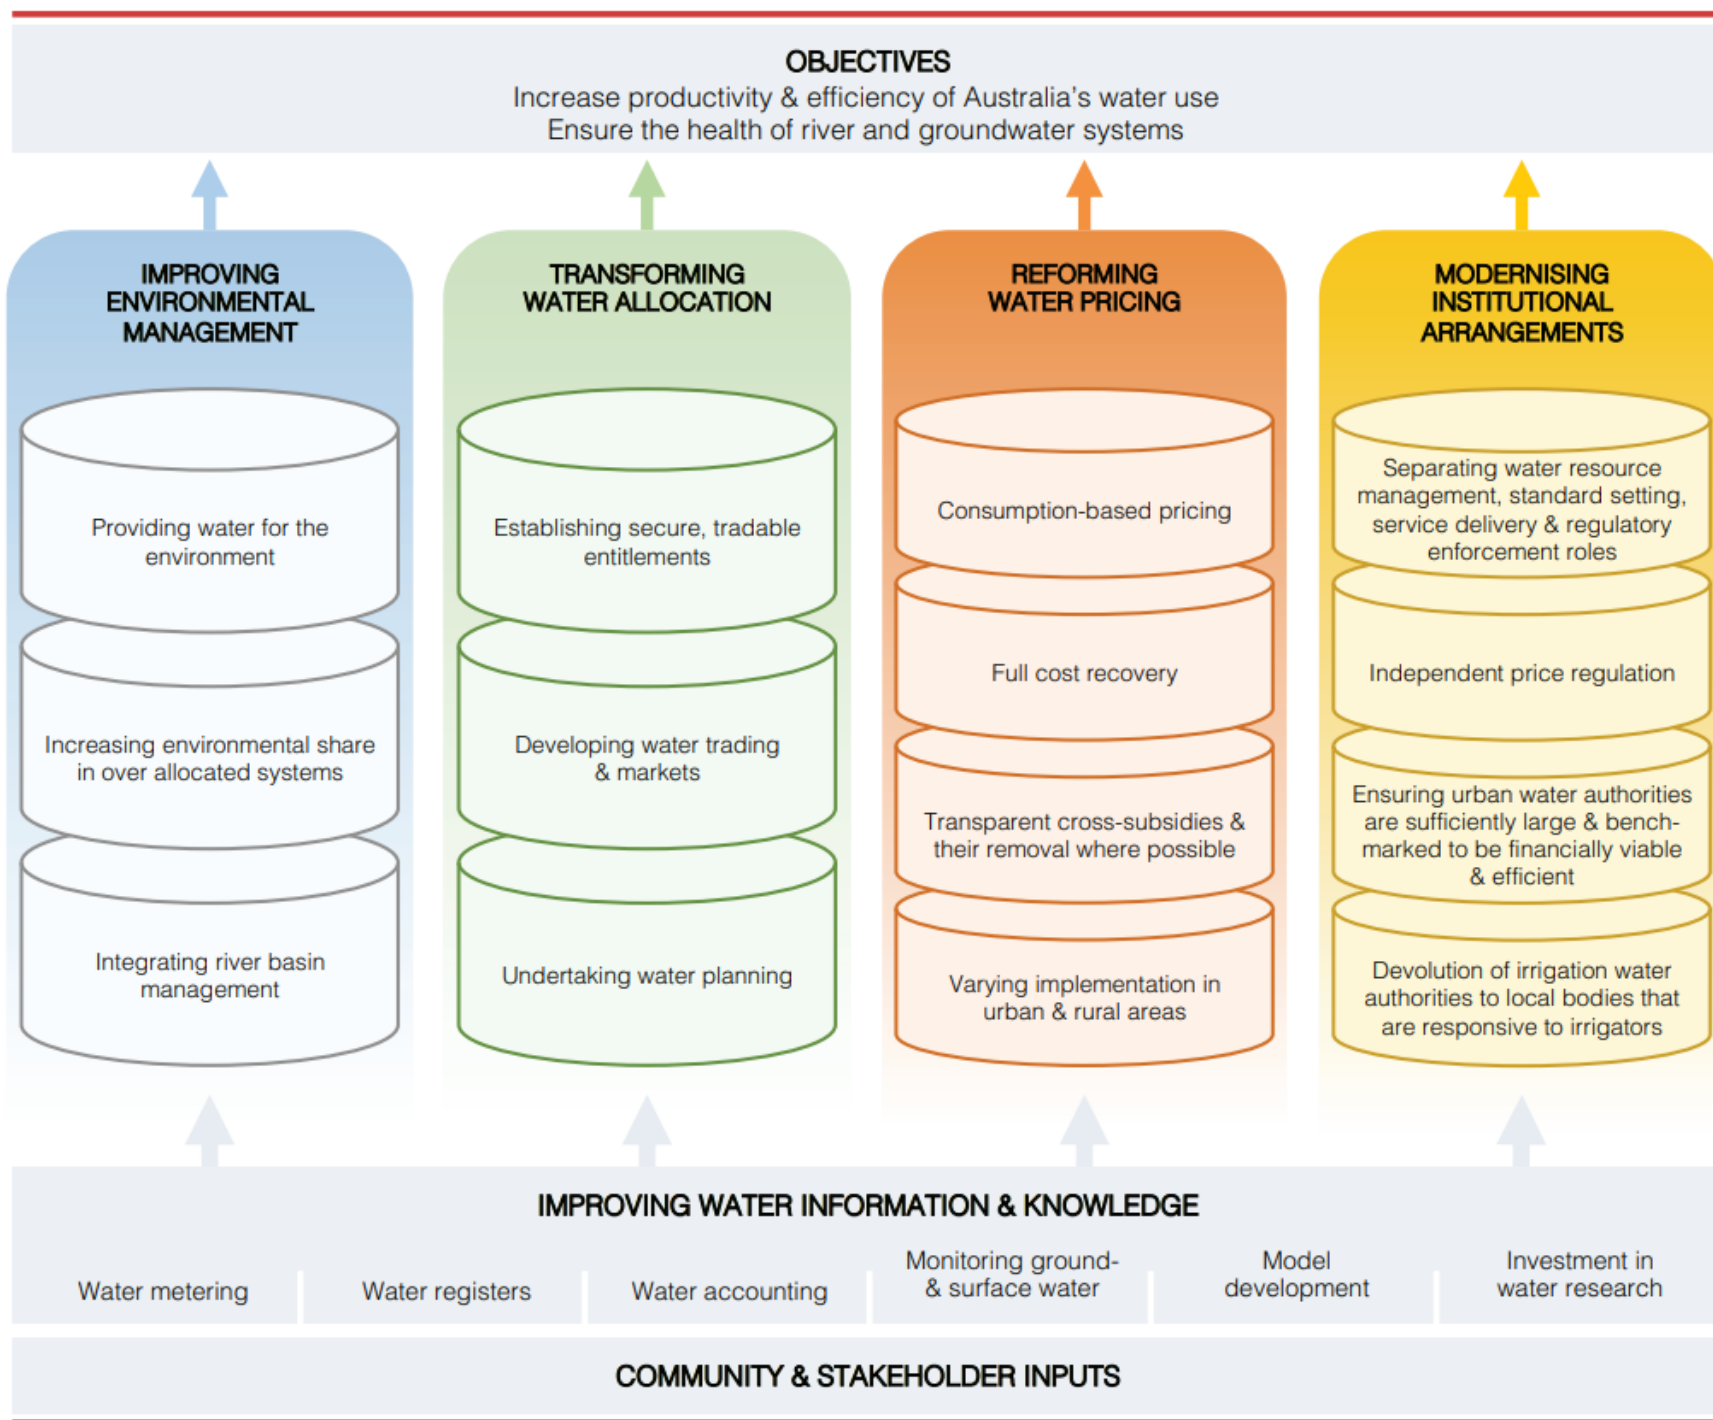 OBJECTIVES
Increase productivity & efficiency of Australia's water use
Ensure the health of river and groundwater systems
IMPROVING
ENVIRONMENTAL
MANAGEMENT
Providing water for the
environment
Increasing environmental share
in over allocated systems
Integrating river basin
management
TRANSFORMING
WATER ALLOCATION
Establishing secure, tradable
entitlements
Developing water trading
& markets
Undertaking water planning
REFORMING
WATER PRICING
Consumption-based pricing
Full cost recovery
Transparent cross-subsidies &
their removal where possible
Varying implementation in
urban & rural areas
MODERNISING
INSTITUTIONAL
ARRANGEMENTS
Separating water resource
management, standard setting,
service delivery & regulatory
enforcement roles
Independent price regulation
Ensuring urban water authorities
are sufficiently large & bench-
marked to be financially viable
& efficient
Devolution of irrigation water
authorities to local bodies that
are responsive to irrigators
IMPROVING WATER INFORMATION & KNOWLEDGE
Water metering
Water registers
Water accounting
Monitoring ground-
& surface water
Model
development
Investment in
water research
COMMUNITY & STAKEHOLDER INPUTS